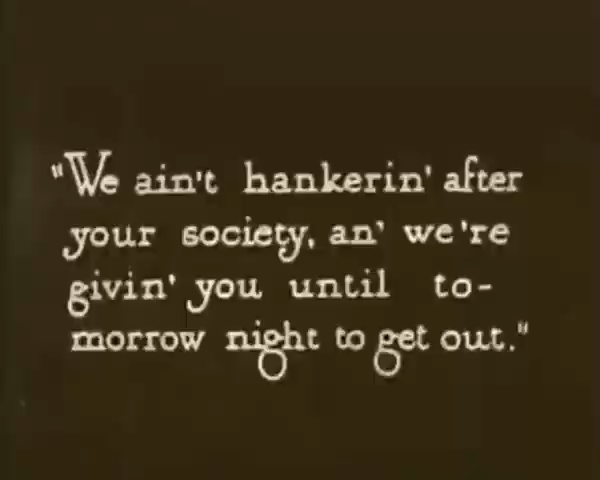 "We ain't hankerin' after
your society, an' we're
givin' you until to-
morrow night to get out."